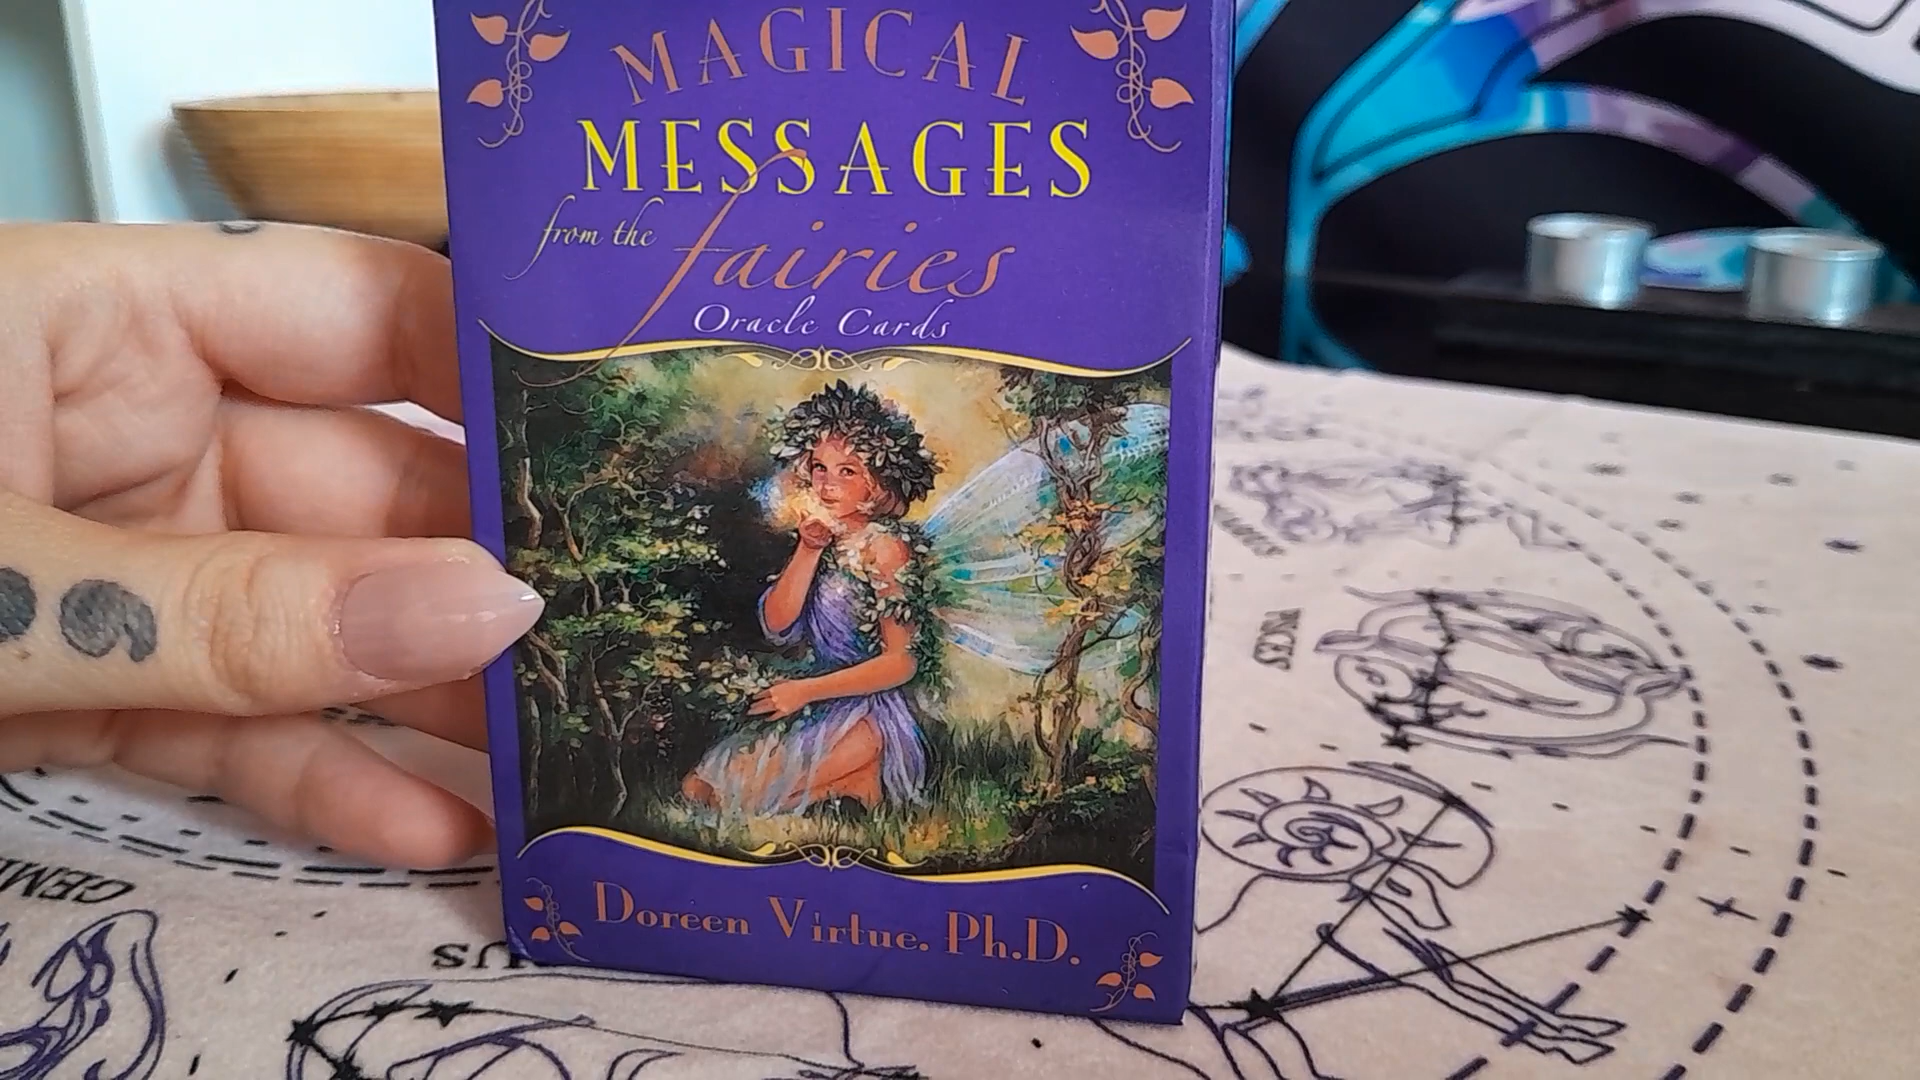 MAGICAL
MESSAGES
from the fairies
Oracle Cards
Doreen Virtue. Ph.D.